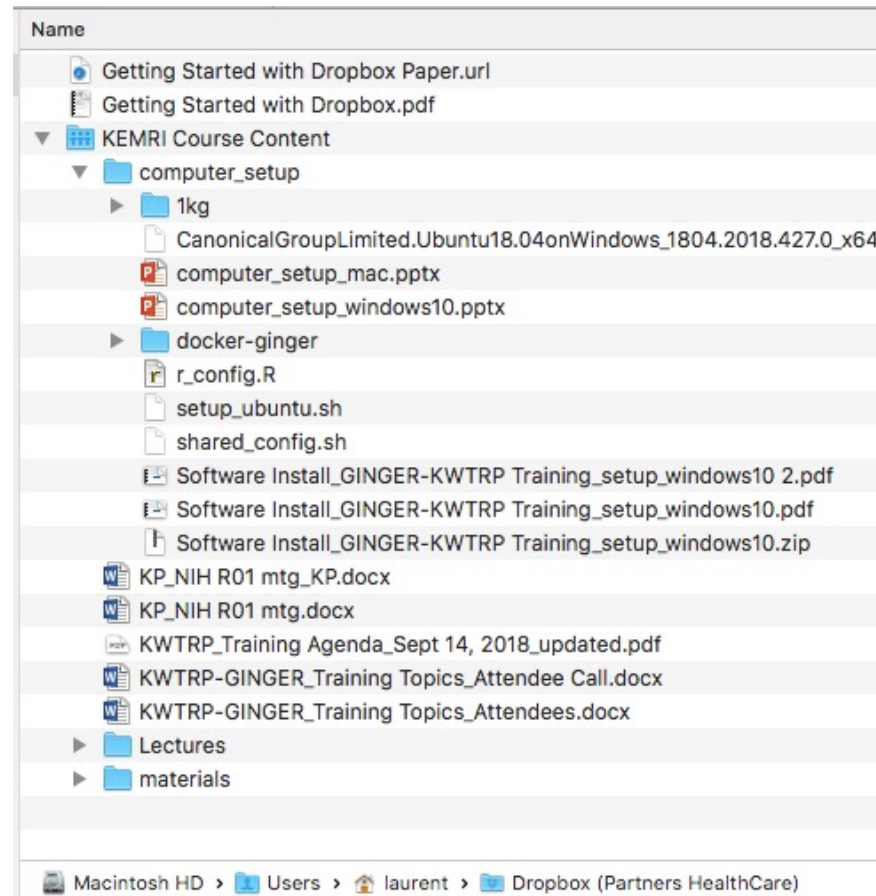 Name
Getting Started with Dropbox Paper.url
Getting Started with Dropbox.pdf
KEMRI Course Content
computer_setup
1kg
CanonicalGroupLimited.Ubuntu18.04onWindows_1804.2018.427.0_x64
computer_setup_mac.pptx
computer_setup_windows10.pptx
docker-ginger
r_config.R
setup_ubuntu.sh
shared_config.sh
Software Install_GINGER-KWTRP Training_setup_windows10 2.pdf
Software Install_GINGER-KWTRP Training_setup_windows10.pdf
Software Install_GINGER-KWTRP Training_setup_windows10.zip
KP_NIH R01 mtg_KP.docx
KP_NIH R01 mtg.docx
KWTRP_Training Agenda_Sept 14, 2018_updated.pdf
KWTRP-GINGER_Training Topics_Attendee Call.docx
KWTRP-GINGER_Training Topics_Attendees.docx
Lectures
materials
Macintosh HD › Users › laurent › Dropbox (Partners HealthCare)